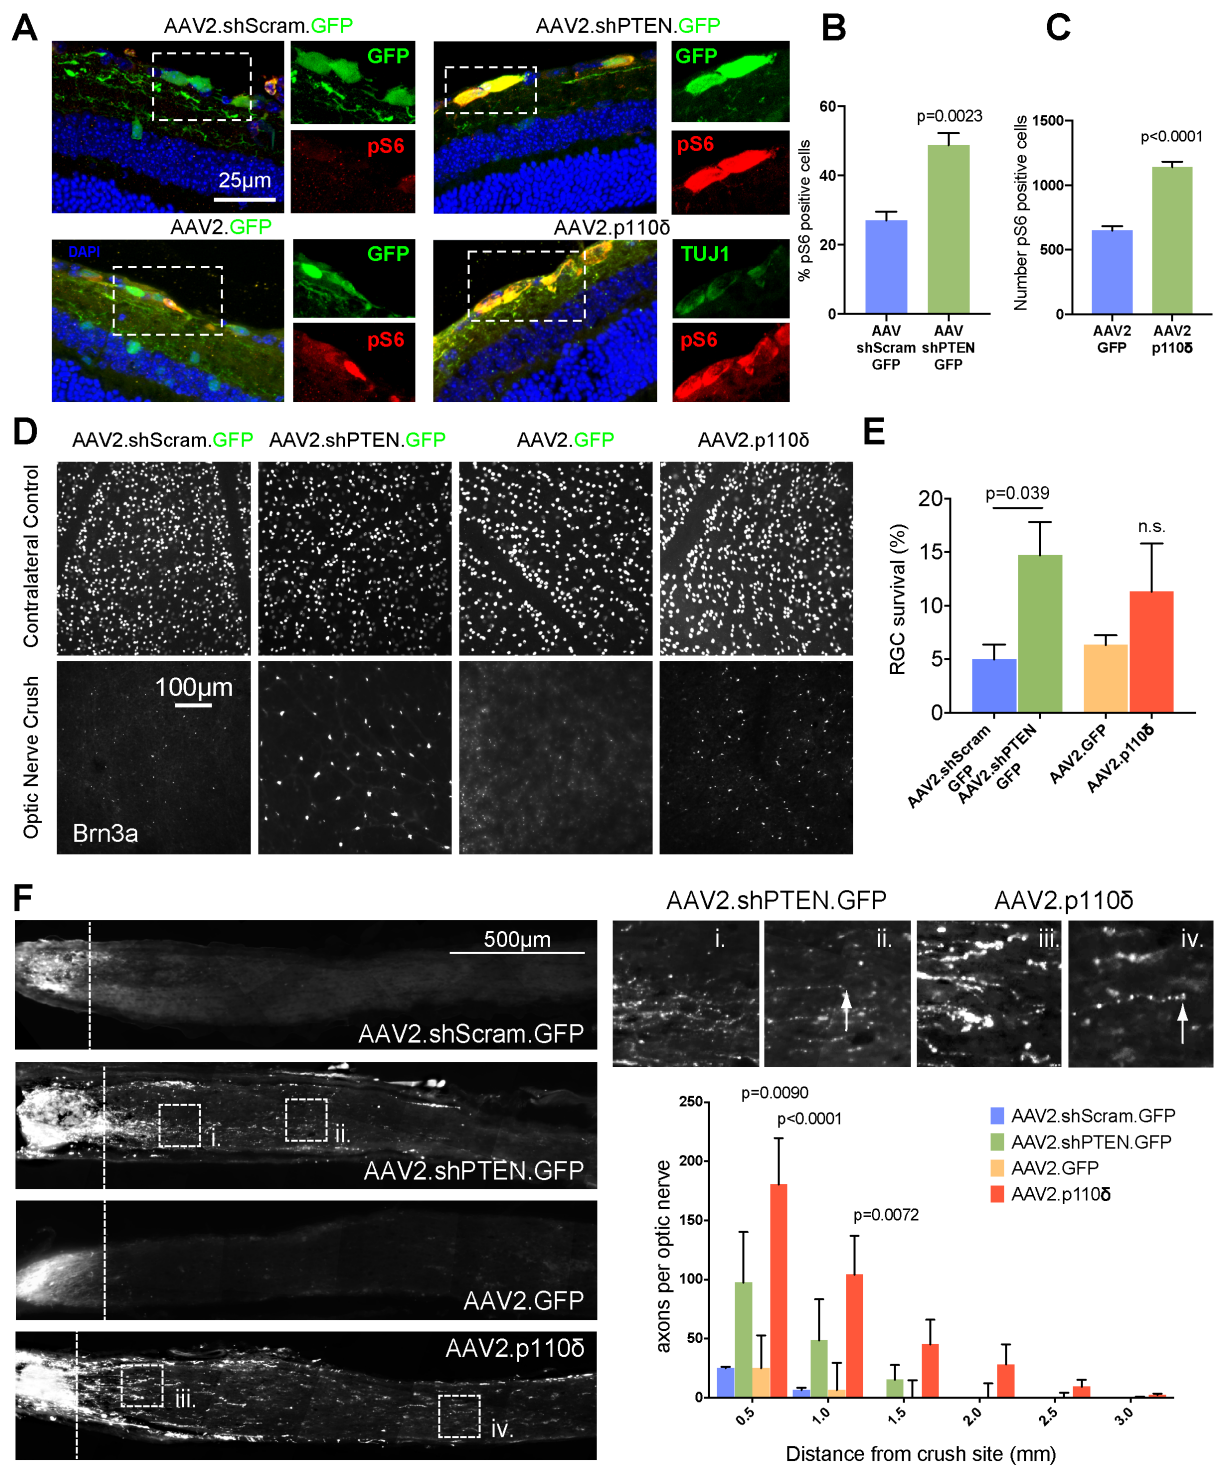 A
AAV2.shScram.GFP
AAV2.shPTEN.GFP
GFP
pS6
25µm
GFP
pS6
AAV2.GFP
AAV2.p110δ
DAPI
GFP
pS6
TUJ1
pS6
B
% pS6 positive cells
60
40
20
0
p=0.0023
AAV
shScram
GFP
AAV
shPTEN
GFP
C
Number pS6 positive cells
1500
1000
500
0
p<0.0001
AAV2
GFP
AAV2
p110δ
D
AAV2.shScram.GFP
AAV2.shPTEN.GFP
AAV2.GFP
AAV2.p110δ
Contralateral Control
Optic Nerve Crush
100µm
Brn3a
E
RGC survival (%)
20
15
10
5
0
p=0.039
n.s.
AAV2.shScram
GFP
AAV2.shPTEN
GFP
AAV2.GFP
AAV2.p110δ
F
500µm
AAV2.shScram.GFP
i.
ii.
AAV2.shPTEN.GFP
AAV2.GFP
AAV2.p110δ
iii.
iv.
AAV2.shPTEN.GFP
AAV2.p110δ
i.
ii.
iii.
iv.
axons per optic nerve
250
200
150
100
50
0
p=0.0090
p<0.0001
p=0.0072
AAV2.shScram.GFP
AAV2.shPTEN.GFP
AAV2.GFP
AAV2.p110δ
0.5
1.0
1.5
2.0
2.5
3.0
Distance from crush site (mm)